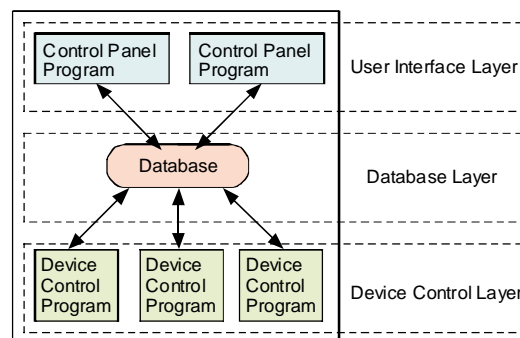 Control Panel
Program
Control Panel
Program
User Interface Layer
Database
Database Layer
Device
Control
Program
Device
Control
Program
Device
Control
Program
Device Control Layer